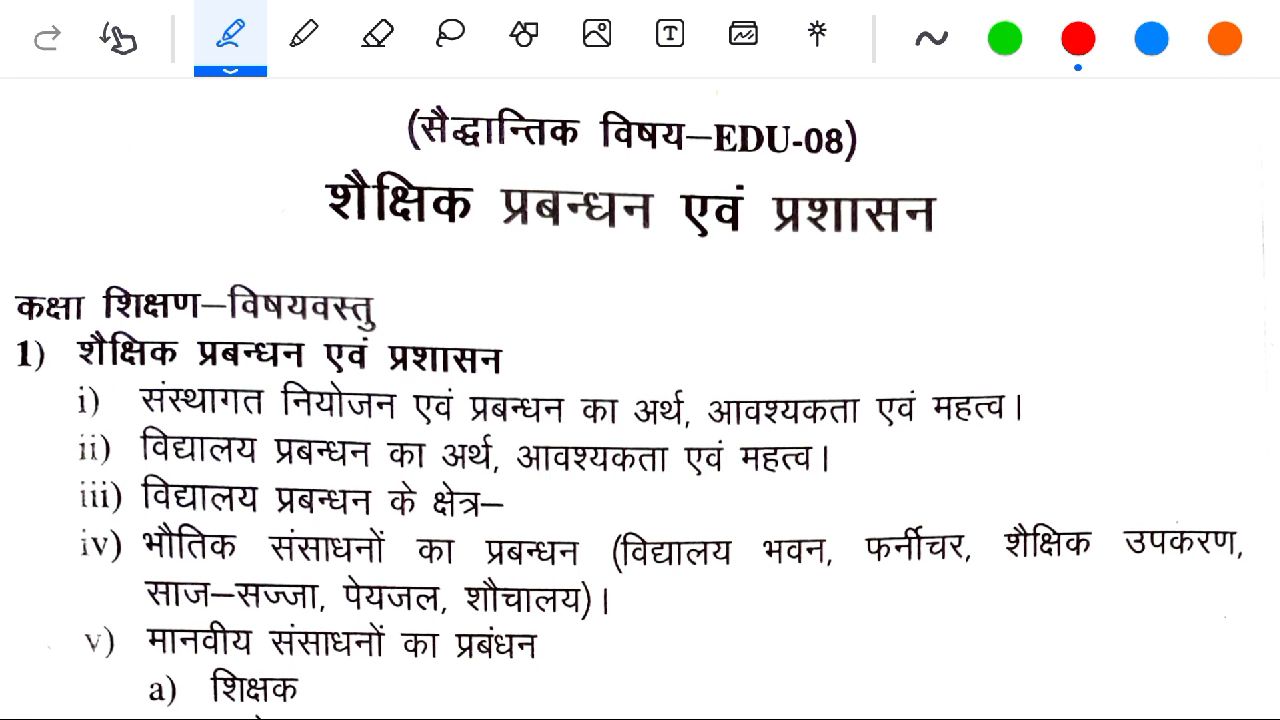 (सैद्धान्तिक विषय–EDU-08)
शैक्षिक प्रबन्धन एवं प्रशासन
कक्षा शिक्षण–विषयवस्तु
1) शैक्षिक प्रबन्धन एवं प्रशासन
i) संस्थागत नियोजन एवं प्रबन्धन का अर्थ, आवश्यकता एवं महत्व।
ii) विद्यालय प्रबन्धन का अर्थ, आवश्यकता एवं महत्व।
iii) विद्यालय प्रबन्धन के क्षेत्र–
iv) भौतिक संसाधनों का प्रबन्धन (विद्यालय भवन, फर्नीचर, शैक्षिक उपकरण,
साज–सज्जा, पेयजल, शौचालय)।
v) मानवीय संसाधनों का प्रबंधन
a) शिक्षक